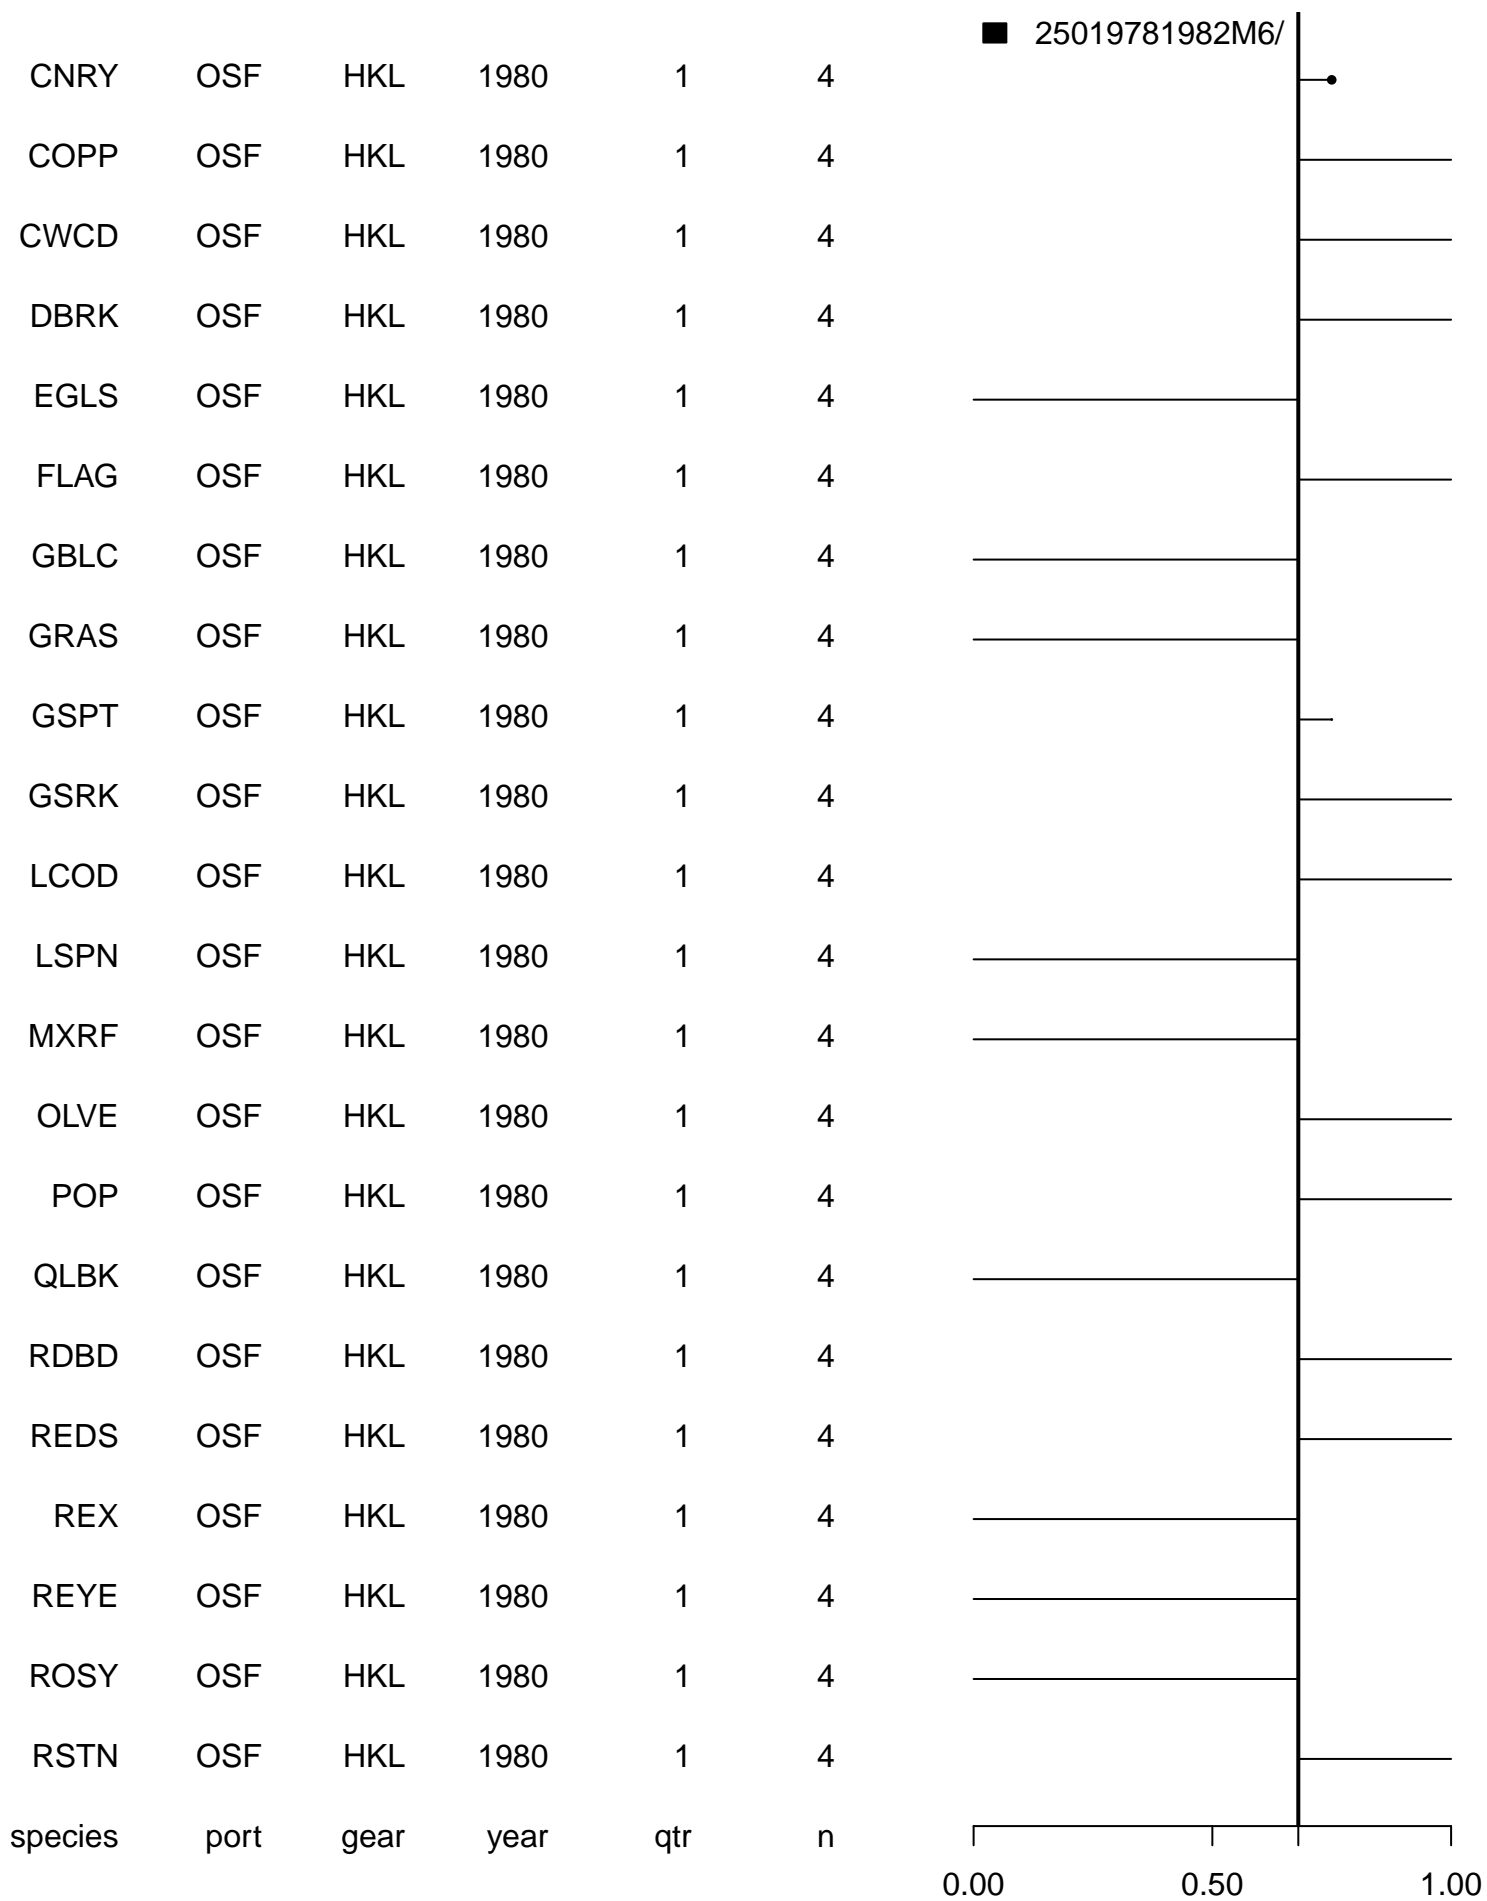 25019781982M6/
CNRY OSF HKL 1980 1 4
COPP OSF HKL 1980 1 4
CWCD OSF HKL 1980 1 4
DBRK OSF HKL 1980 1 4
EGLS OSF HKL 1980 1 4
FLAG OSF HKL 1980 1 4
GBLC OSF HKL 1980 1 4
GRAS OSF HKL 1980 1 4
GSPT OSF HKL 1980 1 4
GSRK OSF HKL 1980 1 4
LCOD OSF HKL 1980 1 4
LSPN OSF HKL 1980 1 4
MXRF OSF HKL 1980 1 4
OLVE OSF HKL 1980 1 4
POP OSF HKL 1980 1 4
QLBK OSF HKL 1980 1 4
RDBD OSF HKL 1980 1 4
REDS OSF HKL 1980 1 4
REX OSF HKL 1980 1 4
REYE OSF HKL 1980 1 4
ROSY OSF HKL 1980 1 4
RSTN OSF HKL 1980 1 4
species port gear year qtr n
0.00 0.50 1.00